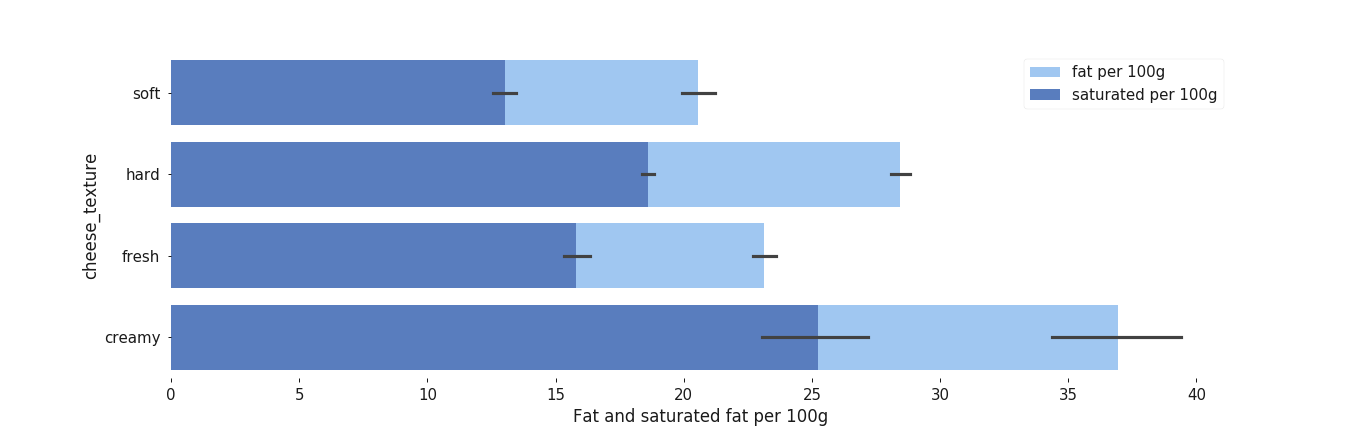 fat per 100g
saturated per 100g
cheese_texture
soft
hard
fresh
creamy
0 5 10 15 20 25 30 35 40
Fat and saturated fat per 100g